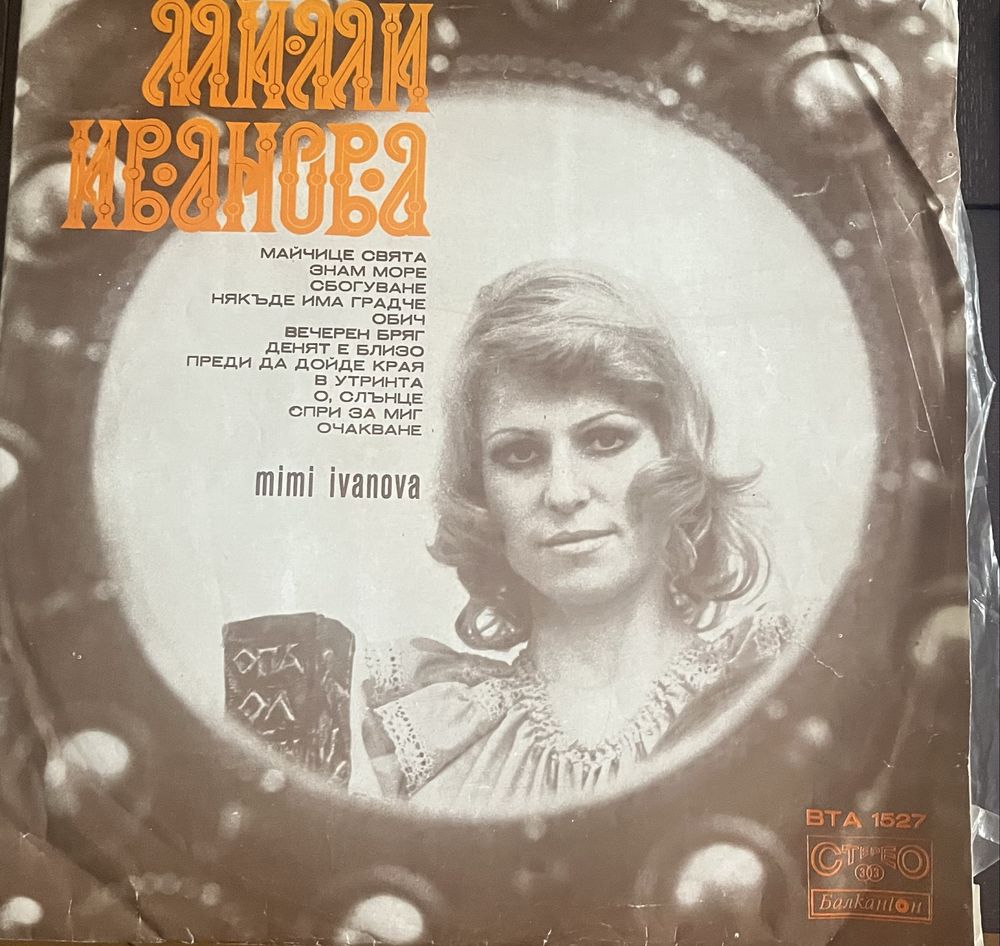 МИМИ
ИВАНОВА
МАЙЧИЦЕ СВЯТА
ЗНАМ МОРЕ
СБОГУВАНЕ
НЯКЪДЕ ИМА ГРАДЧЕ
ОБИЧ
ВЕЧЕРЕН БРЯГ
ДЕНЯТ Е БЛИЗО
ПРЕДИ ДА ДОЙДЕ КРАЯ
В УТРИНТА
О, СЛЪНЦЕ
СПРИ ЗА МИГ
ОЧАКВАНЕ
mimi ivanova
ВТА 1527
СТЕРЕО
33
Балкантон